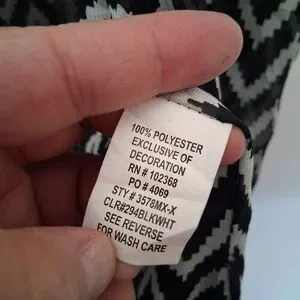 100% POLYESTER
EXCLUSIVE OF
DECORATION
RN # 102368
PO # 4069
STY # 3578MX-X
CLR#294BLKWHT
SEE REVERSE
FOR WASH CARE